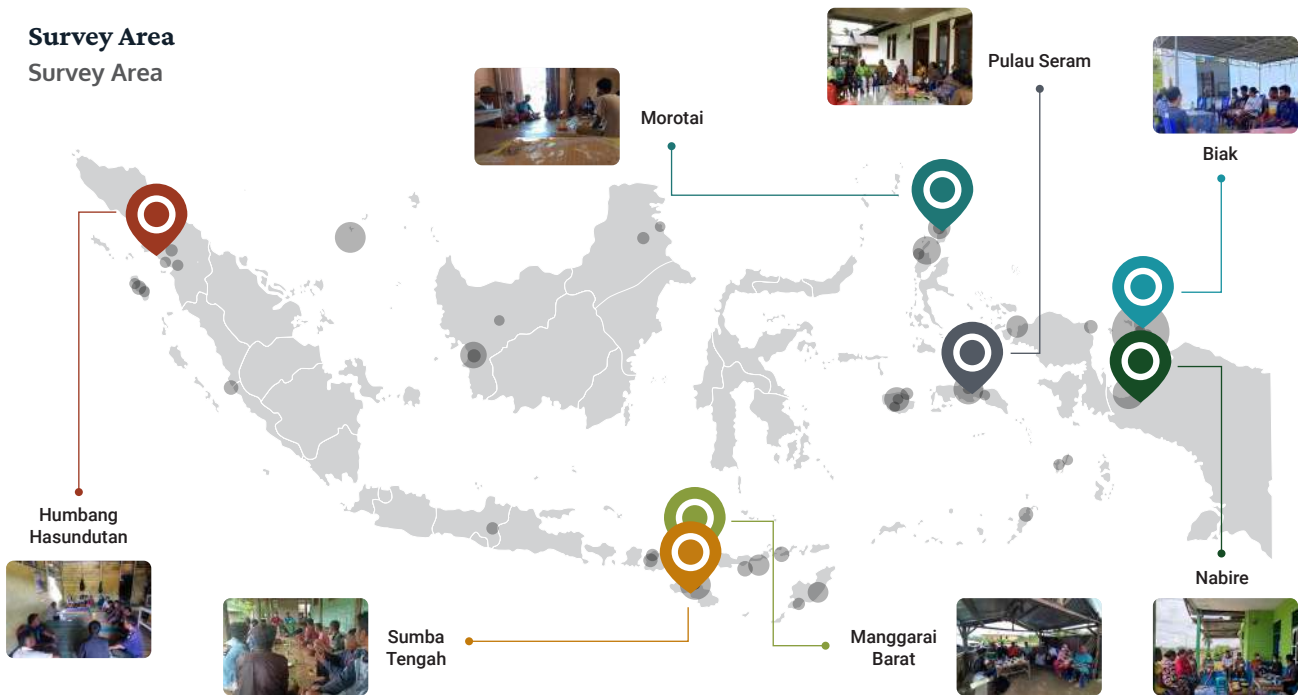 Survey Area
Survey Area
Pulau Seram
Morotai
Biak
Humbang
Hasundutan
Nabire
Sumba
Tengah
Manggarai
Barat